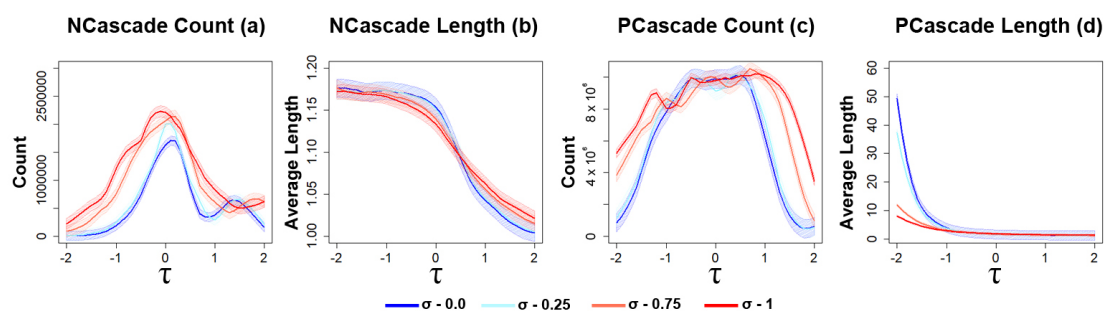 NCascade Count (a)
NCascade Length (b)
PCascade Count (c)
PCascade Length (d)
Count
2500000
1000000
0
-2 -1 0 1 2
τ
Average Length
1.20
1.15
1.10
1.05
1.00
-2 -1 0 1 2
τ
Count
8 x 10⁶
4 x 10⁶
0
-2 -1 0 1 2
τ
Average Length
60
50
40
30
20
10
0
-2 -1 0 1 2
τ
σ - 0.0 σ - 0.25 σ - 0.75 σ - 1